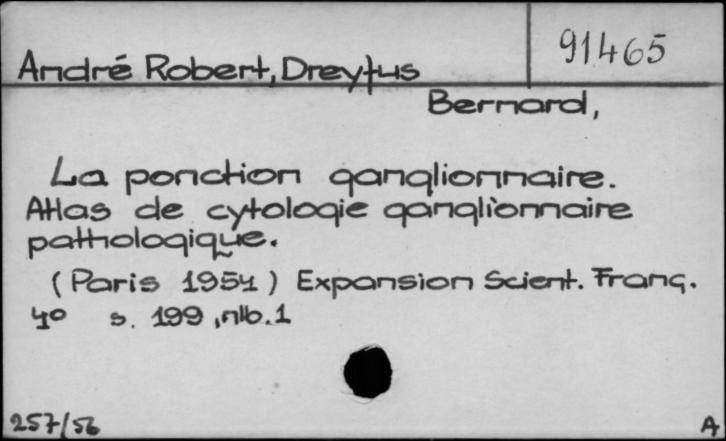 91465
André Robert, Dreyfus
Bernard,
La ponction ganglionnaire.
Atlas de cytologie ganglionnaire
pathologique.
(Paris 1954) Expansion Scient. Franç.
4° s. 199, nlb. 1
257/56 A